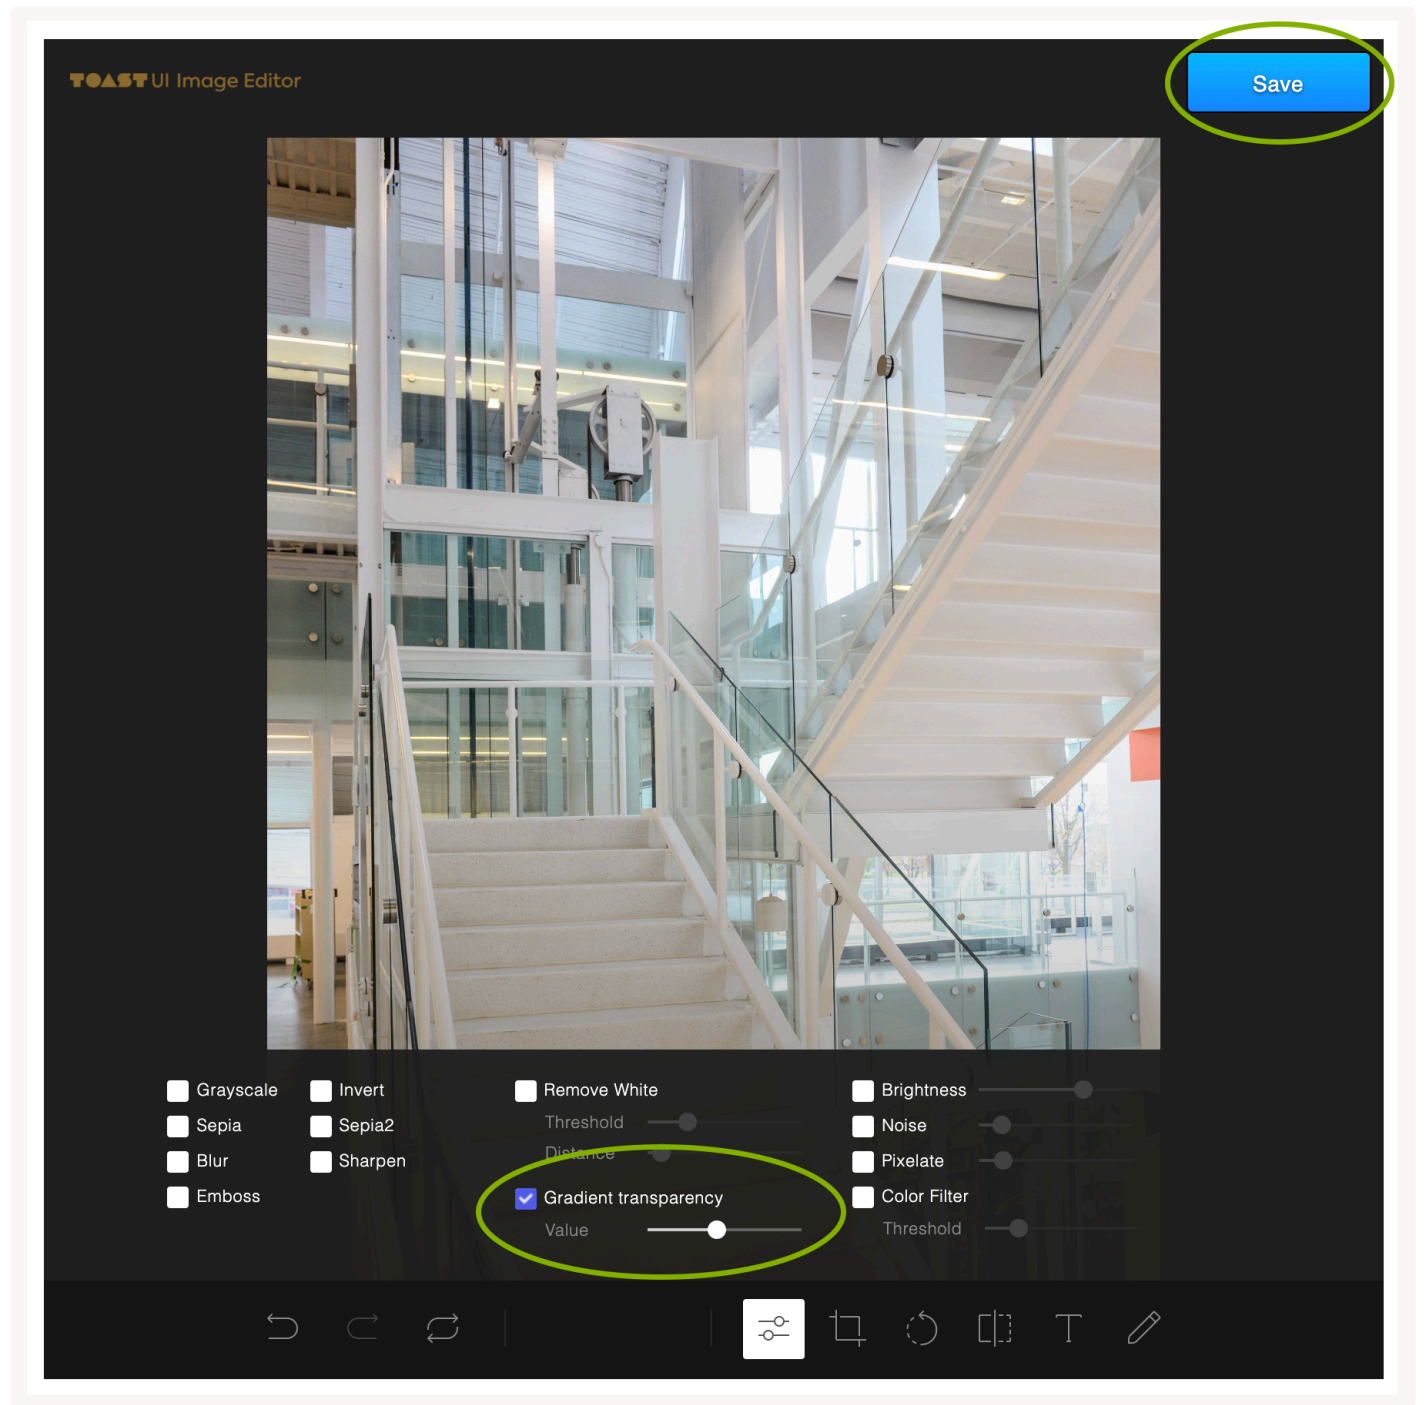 TOAST UI Image Editor
Save
Grayscale
Invert
Sepia
Sepia2
Blur
Sharpen
Emboss
Remove White
Threshold
Distance
Gradient transparency
Value
Brightness
Noise
Pixelate
Color Filter
Threshold
T